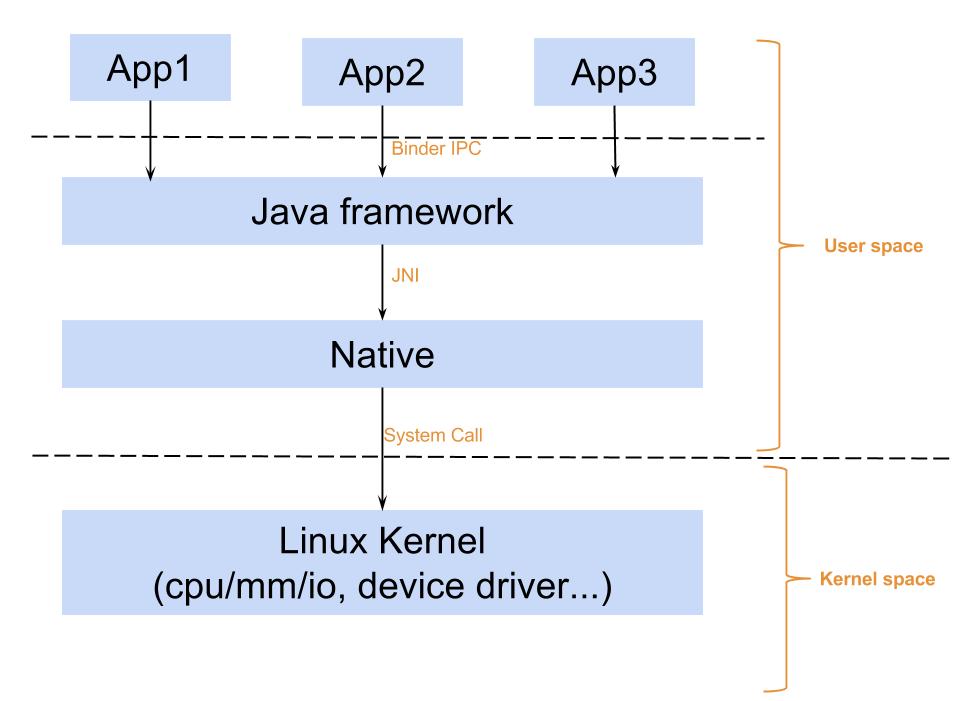 App1
App2
App3
Binder IPC
Java framework
User space
JNI
Native
System Call
Linux Kernel
(cpu/mm/io, device driver...)
Kernel space